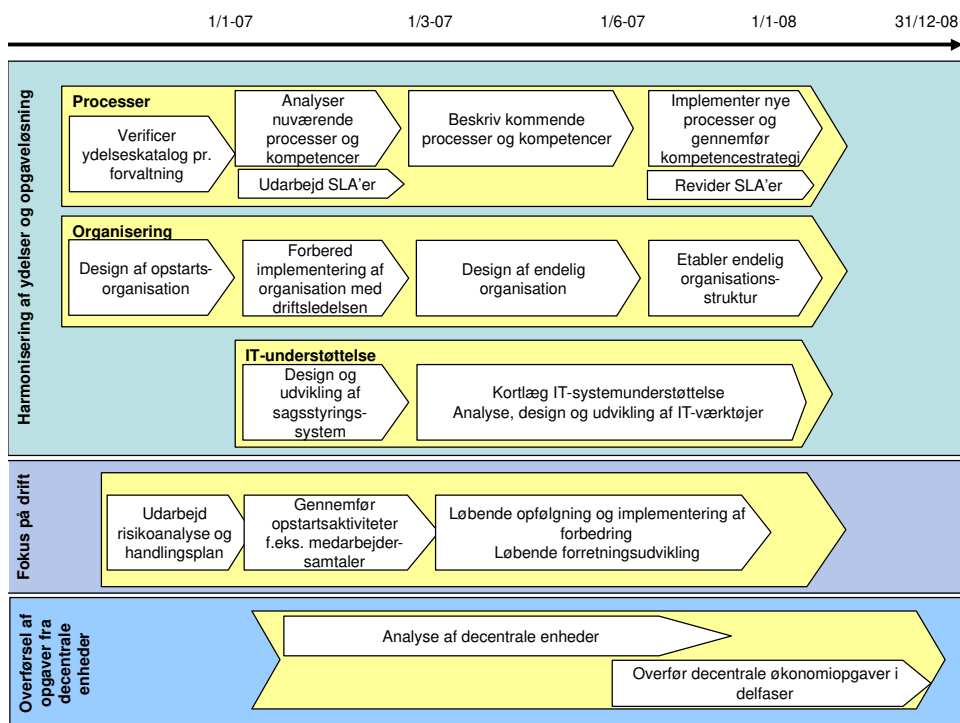 1/1-07 1/3-07 1/6-07 1/1-08 31/12-08
Harmonisering af ydelser og opgaveløsning
Processer
Verificer
ydelseskatalog pr.
forvaltning
Analyser
nuværende
processer og
kompetencer
Udarbejd SLA'er
Beskriv kommende
processer og kompetencer
Implementer nye
processer og
gennemfør
kompetencestrategi
Revider SLA'er
Organisering
Design af opstarts-
organisation
Forbered
implementering af
organisation med
driftsledelsen
Design af endelig
organisation
Etabler endelig
organisations-
struktur
IT-understøttelse
Design og
udvikling af
sagsstyrings-
system
Kortlæg IT-systemunderstøttelse
Analyse, design og udvikling af IT-værktøjer
Fokus på drift
Udarbejd
risikoanalyse og
handlingsplan
Gennemfør
opstartsaktiviteter
f.eks. medarbejder-
samtaler
Løbende opfølgning og implementering af
forbedring
Løbende forretningsudvikling
Overførsel af
opgaver fra
decentrale
enheder
Analyse af decentrale enheder
Overfør decentrale økonomiopgaver i
delfaser